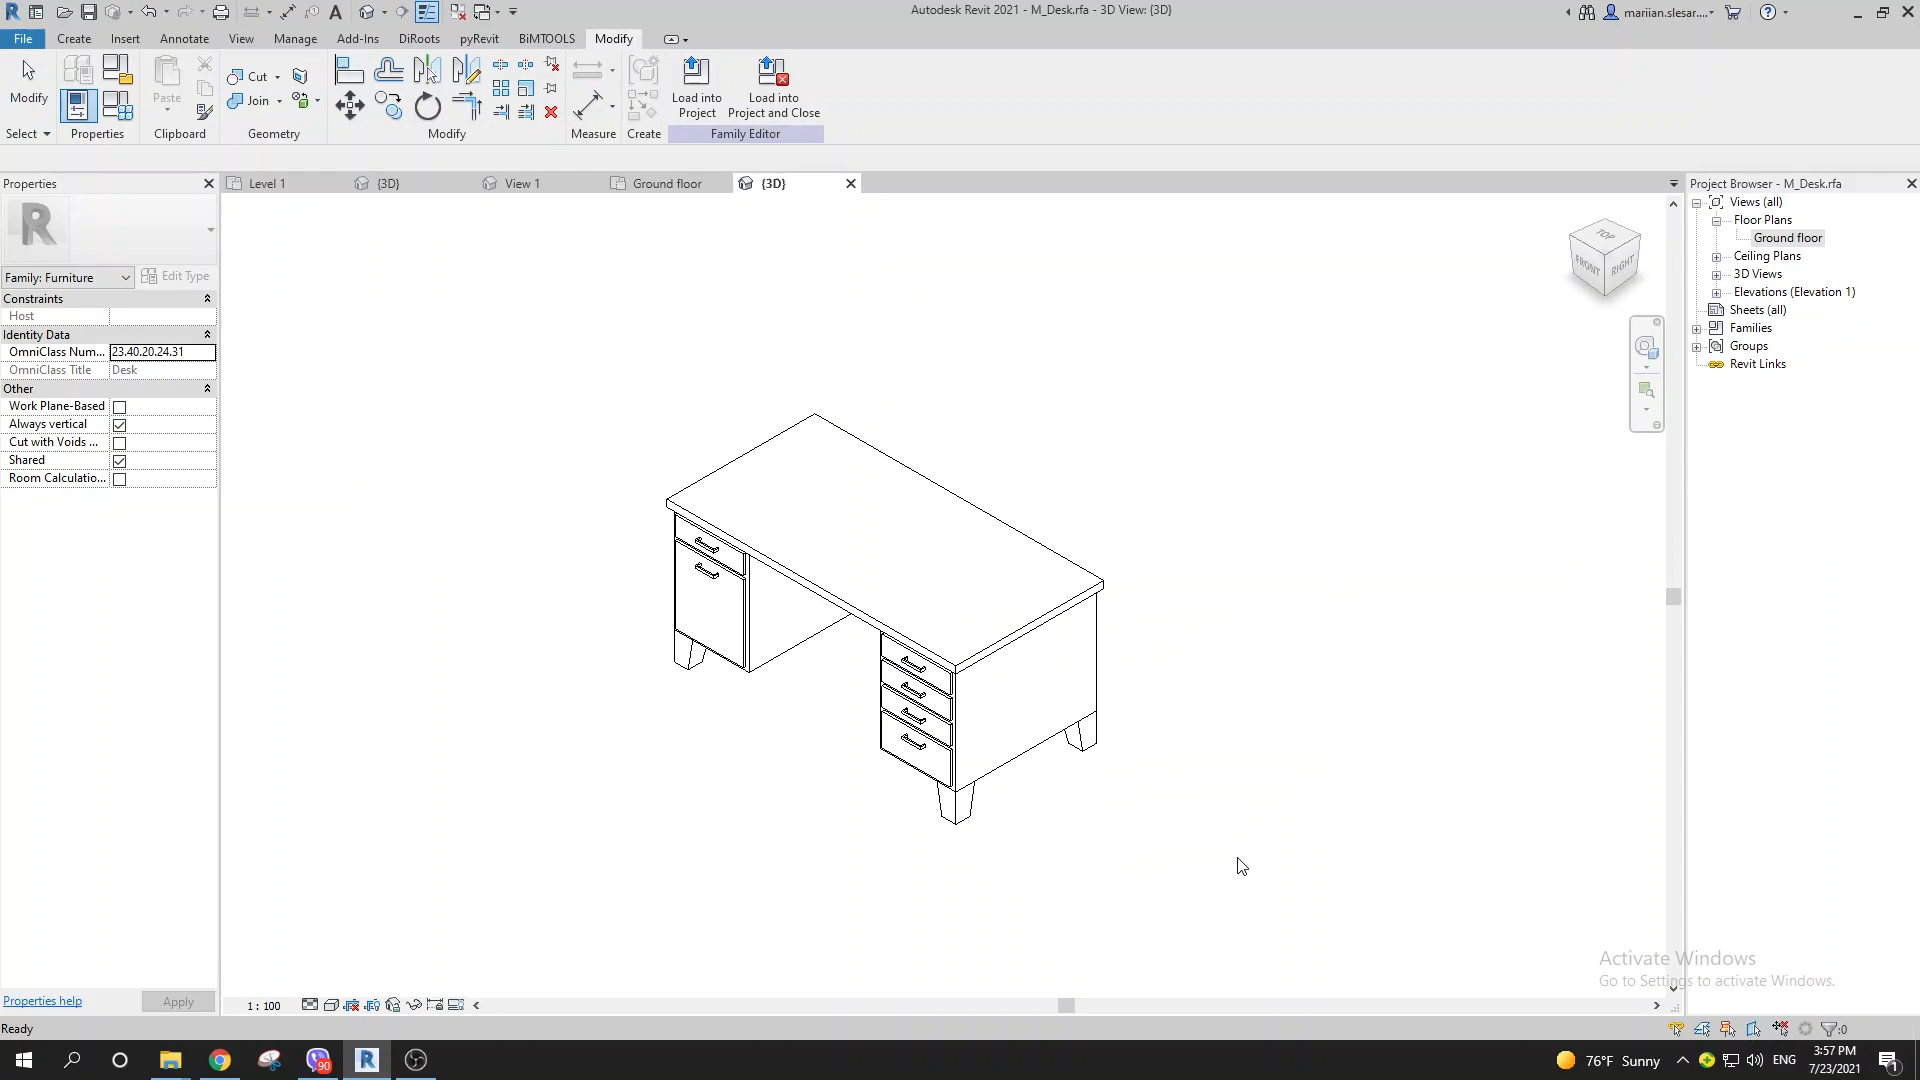 Autodesk Revit 2021 - M_Desk.rfa - 3D View: {3D}
mariian.slesar....
File Create Insert Annotate View Manage Add-Ins DiRoots pyRevit BiMTOOLS Modify
Modify
Paste
Cut
Join
Load into Project
Load into Project and Close
Select Properties Clipboard Geometry Modify Measure Create Family Editor
Properties
Level 1 {3D} View 1 Ground floor {3D}
Project Browser - M_Desk.rfa
R
Family: Furniture Edit Type
Constraints
Host
Identity Data
OmniClass Num... 23.40.20.24.31
OmniClass Title Desk
Other
Work Plane-Based
Always vertical
Cut with Voids ...
Shared
Room Calculatio...
Properties help Apply
TOP
FRONT RIGHT
Views (all)
Floor Plans
Ground floor
Ceiling Plans
3D Views
Elevations (Elevation 1)
Sheets (all)
Families
Groups
Revit Links
Activate Windows
Go to Settings to activate Windows.
1 : 100
Ready
:0
90
76°F Sunny
ENG
3:57 PM
7/23/2021
1